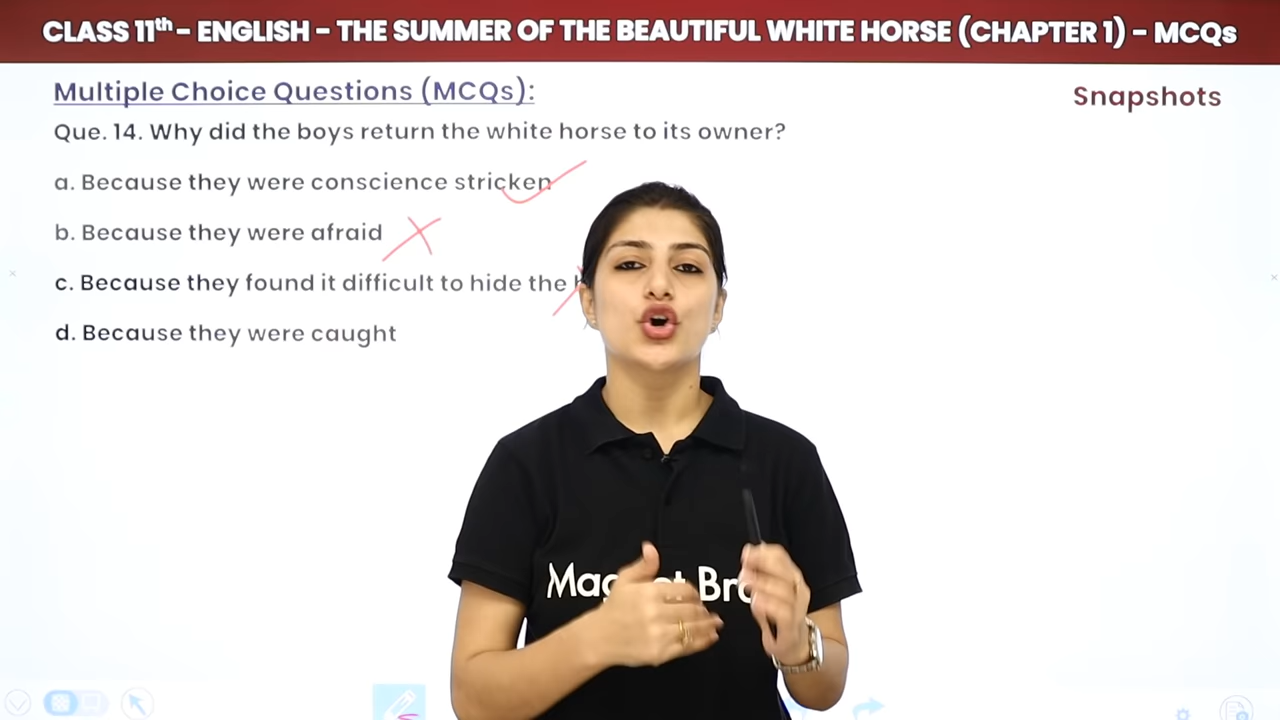 CLASS 11th - ENGLISH - THE SUMMER OF THE BEAUTIFUL WHITE HORSE (CHAPTER 1) - MCQs
Multiple Choice Questions (MCQs):
Snapshots
Que. 14. Why did the boys return the white horse to its owner?
a. Because they were conscience stricken
b. Because they were afraid
c. Because they found it difficult to hide the
d. Because they were caught